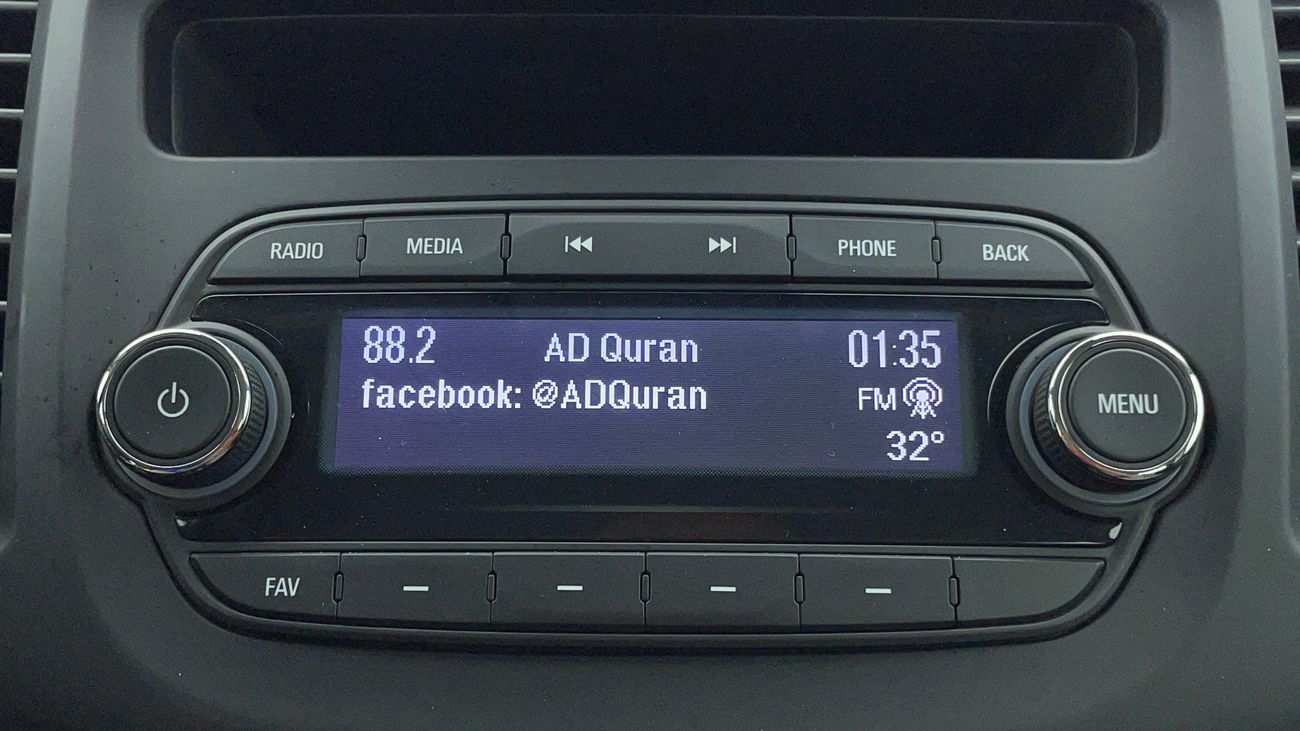 RADIO MEDIA PHONE BACK
88.2 AD Quran 01:35
facebook: @ADQuran FM
32°
MENU
FAV